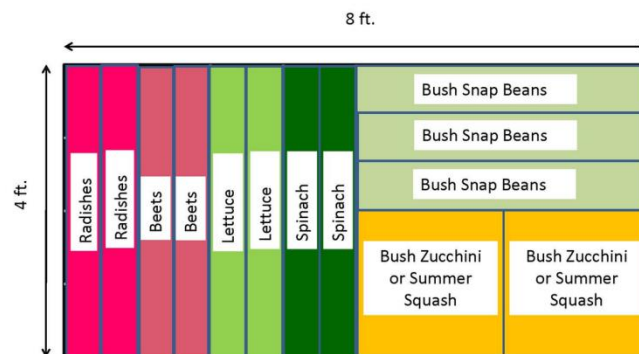 8 ft.
4 ft.
Radishes
Radishes
Beets
Beets
Lettuce
Lettuce
Spinach
Spinach
Bush Snap Beans
Bush Snap Beans
Bush Snap Beans
Bush Zucchini
or Summer
Squash
Bush Zucchini
or Summer
Squash